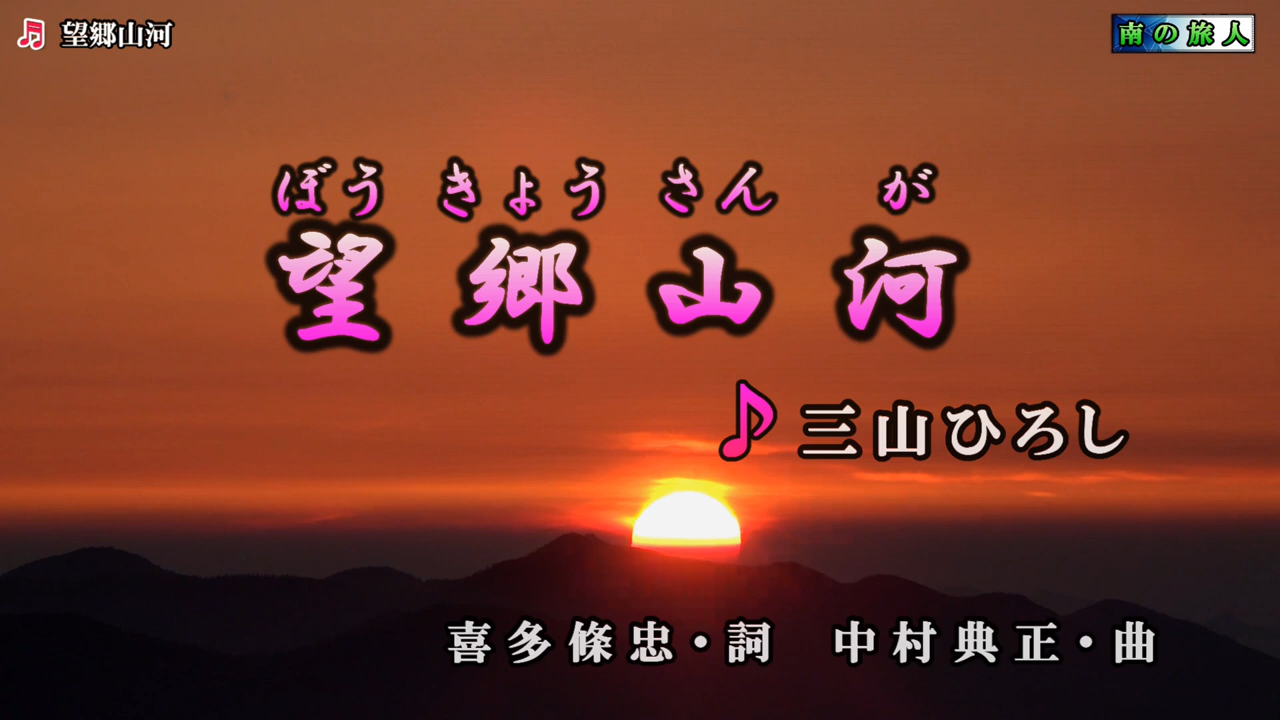 望郷山河
南の旅人
ぼうきょうさんが
望郷山河
♪三山ひろし
喜多條忠・詞　中村典正・曲